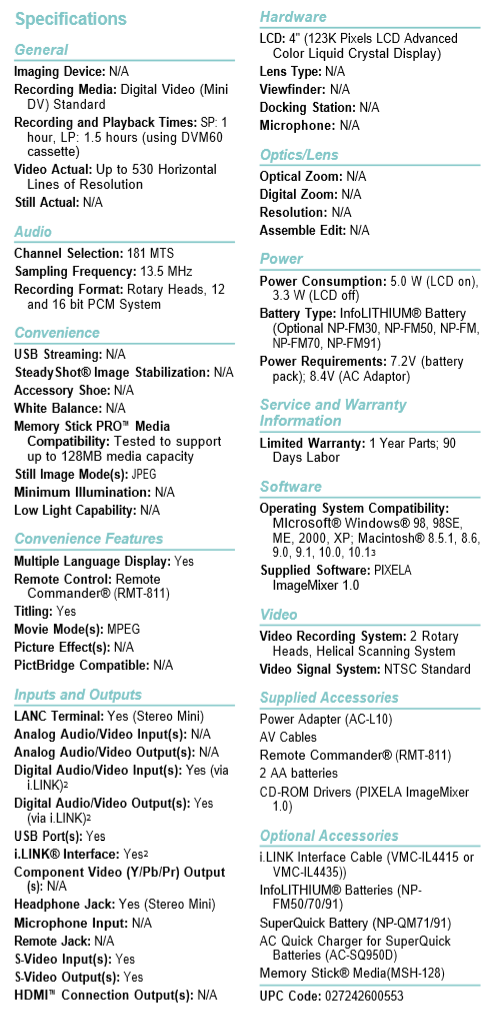 Specifications
General
Imaging Device: N/A
Recording Media: Digital Video (Mini
DV) Standard
Recording and Playback Times: SP: 1
hour, LP: 1.5 hours (using DVM60
cassette)
Video Actual: Up to 530 Horizontal
Lines of Resolution
Still Actual: N/A
Audio
Channel Selection: 181 MTS
Sampling Frequency: 13.5 MHz
Recording Format: Rotary Heads, 12
and 16 bit PCM System
Convenience
USB Streaming: N/A
SteadyShot® Image Stabilization: N/A
Accessory Shoe: N/A
White Balance: N/A
Memory Stick PRO™ Media
Compatibility: Tested to support
up to 128MB media capacity
Still Image Mode(s): JPEG
Minimum Illumination: N/A
Low Light Capability: N/A
Convenience Features
Multiple Language Display: Yes
Remote Control: Remote
Commander® (RMT-811)
Titling: Yes
Movie Mode(s): MPEG
Picture Effect(s): N/A
PictBridge Compatible: N/A
Inputs and Outputs
LANC Terminal: Yes (Stereo Mini)
Analog Audio/Video Input(s): N/A
Analog Audio/Video Output(s): N/A
Digital Audio/Video Input(s): Yes (via
i.LINK)2
Digital Audio/Video Output(s): Yes
(via i.LINK)2
USB Port(s): Yes
i.LINK® Interface: Yes2
Component Video (Y/Pb/Pr) Output
(s): N/A
Headphone Jack: Yes (Stereo Mini)
Microphone Input: N/A
Remote Jack: N/A
S-Video Input(s): Yes
S-Video Output(s): Yes
HDMI™ Connection Output(s): N/A
Hardware
LCD: 4" (123K Pixels LCD Advanced
Color Liquid Crystal Display)
Lens Type: N/A
Viewfinder: N/A
Docking Station: N/A
Microphone: N/A
Optics/Lens
Optical Zoom: N/A
Digital Zoom: N/A
Resolution: N/A
Assemble Edit: N/A
Power
Power Consumption: 5.0 W (LCD on),
3.3 W (LCD off)
Battery Type: InfoLITHIUM® Battery
(Optional NP-FM30, NP-FM50, NP-FM,
NP-FM70, NP-FM91)
Power Requirements: 7.2V (battery
pack); 8.4V (AC Adaptor)
Service and Warranty
Information
Limited Warranty: 1 Year Parts; 90
Days Labor
Software
Operating System Compatibility:
MIcrosoft® Windows® 98, 98SE,
ME, 2000, XP; Macintosh® 8.5.1, 8.6,
9.0, 9.1, 10.0, 10.13
Supplied Software: PIXELA
ImageMixer 1.0
Video
Video Recording System: 2 Rotary
Heads, Helical Scanning System
Video Signal System: NTSC Standard
Supplied Accessories
Power Adapter (AC-L10)
AV Cables
Remote Commander® (RMT-811)
2 AA batteries
CD-ROM Drivers (PIXELA ImageMixer
1.0)
Optional Accessories
i.LINK Interface Cable (VMC-IL4415 or
VMC-IL4435))
InfoLITHIUM® Batteries (NP-
FM50/70/91)
SuperQuick Battery (NP-QM71/91)
AC Quick Charger for SuperQuick
Batteries (AC-SQ950D)
Memory Stick® Media(MSH-128)
UPC Code: 027242600553